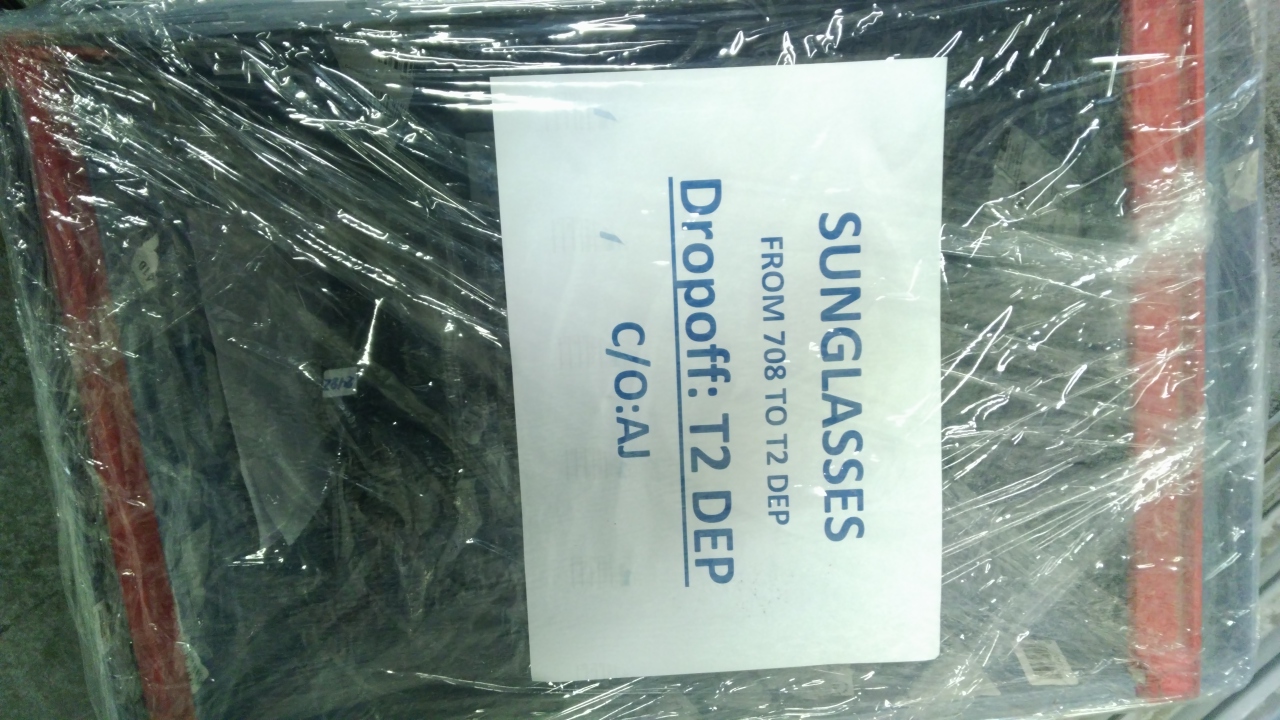 SUNGLASSES
FROM 708 TO T2 DEP
Dropoff: T2 DEP
C/O:AJ